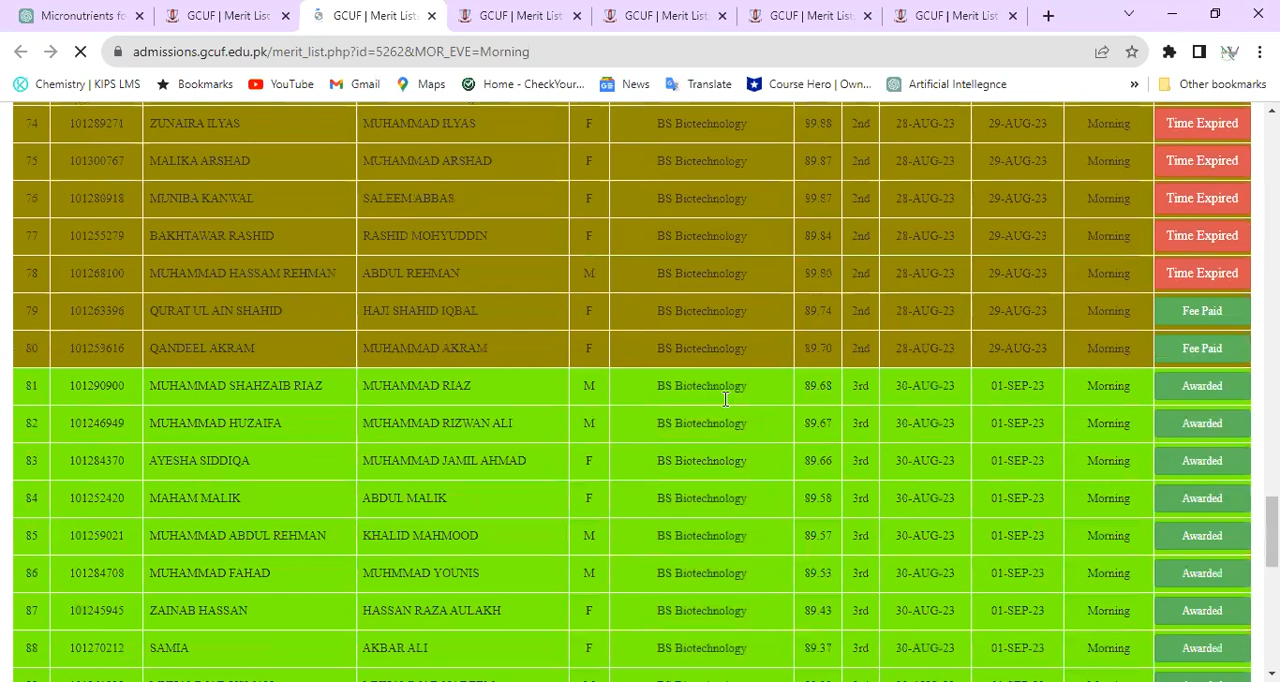 Micronutrients fo GCUF | Merit List GCUF | Merit List GCUF | Merit List GCUF | Merit List GCUF | Merit List GCUF | Merit List
admissions.gcuf.edu.pk/merit_list.php?id=5262&MOR_EVE=Morning
Chemistry | KIPS LMS Bookmarks YouTube Gmail Maps Home - CheckYour... News Translate Course Hero | Own... Artificial Intellegnce » Other bookmarks
74 101289271 ZUNAIRA ILYAS MUHAMMAD ILYAS F BS Biotechnology 89.88 2nd 28-AUG-23 29-AUG-23 Morning Time Expired
75 101300767 MALIKA ARSHAD MUHAMMAD ARSHAD F BS Biotechnology 89.87 2nd 28-AUG-23 29-AUG-23 Morning Time Expired
76 101280918 MUNIBA KANWAL SALEEM ABBAS F BS Biotechnology 89.87 2nd 28-AUG-23 29-AUG-23 Morning Time Expired
77 101255279 BAKHTAWAR RASHID RASHID MOHYUDDIN F BS Biotechnology 89.84 2nd 28-AUG-23 29-AUG-23 Morning Time Expired
78 101268100 MUHAMMAD HASSAM REHMAN ABDUL REHMAN M BS Biotechnology 89.80 2nd 28-AUG-23 29-AUG-23 Morning Time Expired
79 101263396 QURAT UL AIN SHAHID HAJI SHAHID IQBAL F BS Biotechnology 89.74 2nd 28-AUG-23 29-AUG-23 Morning Fee Paid
80 101253616 QANDEEL AKRAM MUHAMMAD AKRAM F BS Biotechnology 89.70 2nd 28-AUG-23 29-AUG-23 Morning Fee Paid
81 101290900 MUHAMMAD SHAHZAIB RIAZ MUHAMMAD RIAZ M BS Biotechnology 89.68 3rd 30-AUG-23 01-SEP-23 Morning Awarded
82 101246949 MUHAMMAD HUZAIFA MUHAMMAD RIZWAN ALI M BS Biotechnology 89.67 3rd 30-AUG-23 01-SEP-23 Morning Awarded
83 101284370 AYESHA SIDDIQA MUHAMMAD JAMIL AHMAD F BS Biotechnology 89.66 3rd 30-AUG-23 01-SEP-23 Morning Awarded
84 101252420 MAHAM MALIK ABDUL MALIK F BS Biotechnology 89.58 3rd 30-AUG-23 01-SEP-23 Morning Awarded
85 101259021 MUHAMMAD ABDUL REHMAN KHALID MAHMOOD M BS Biotechnology 89.57 3rd 30-AUG-23 01-SEP-23 Morning Awarded
86 101284708 MUHAMMAD FAHAD MUHMMAD YOUNIS M BS Biotechnology 89.53 3rd 30-AUG-23 01-SEP-23 Morning Awarded
87 101245945 ZAINAB HASSAN HASSAN RAZA AULAKH F BS Biotechnology 89.43 3rd 30-AUG-23 01-SEP-23 Morning Awarded
88 101270212 SAMIA AKBAR ALI F BS Biotechnology 89.37 3rd 30-AUG-23 01-SEP-23 Morning Awarded